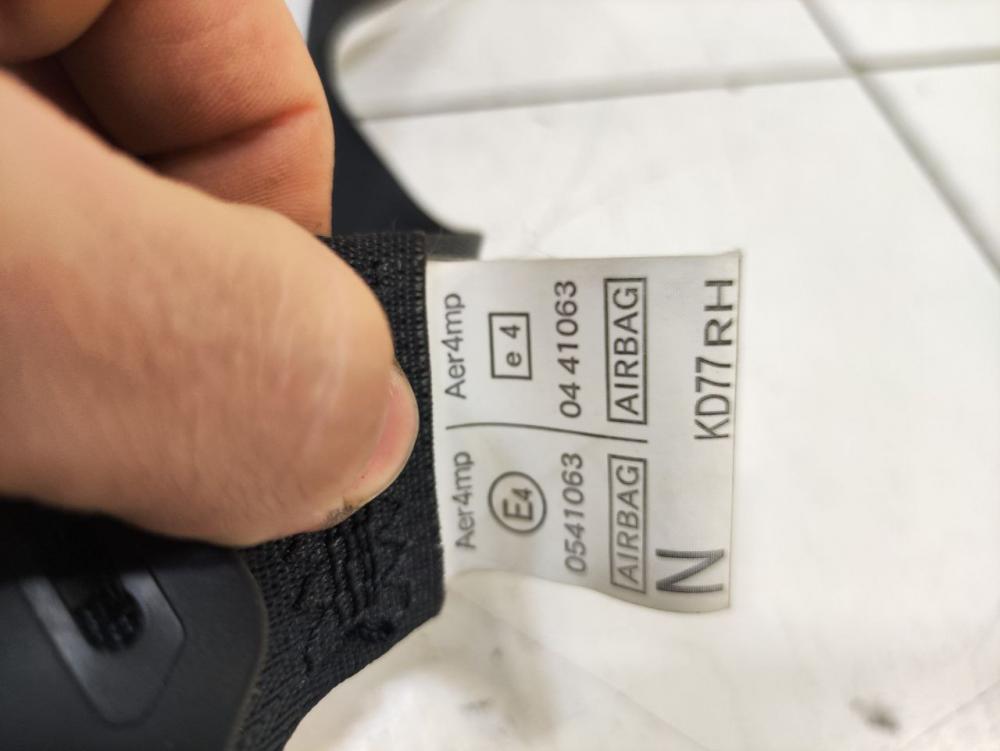 Aer4mp Aer4mp
E4 e 4
0541063 04 41063
AIRBAG AIRBAG
N KD77 RH